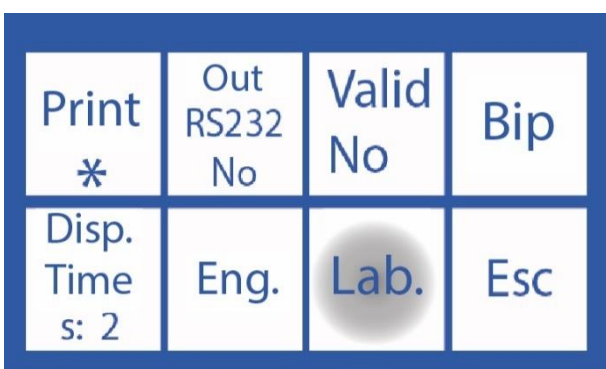 Print
*
Out
RS232
No
Valid
No
Bip
Disp.
Time
s: 2
Eng.
Lab.
Esc